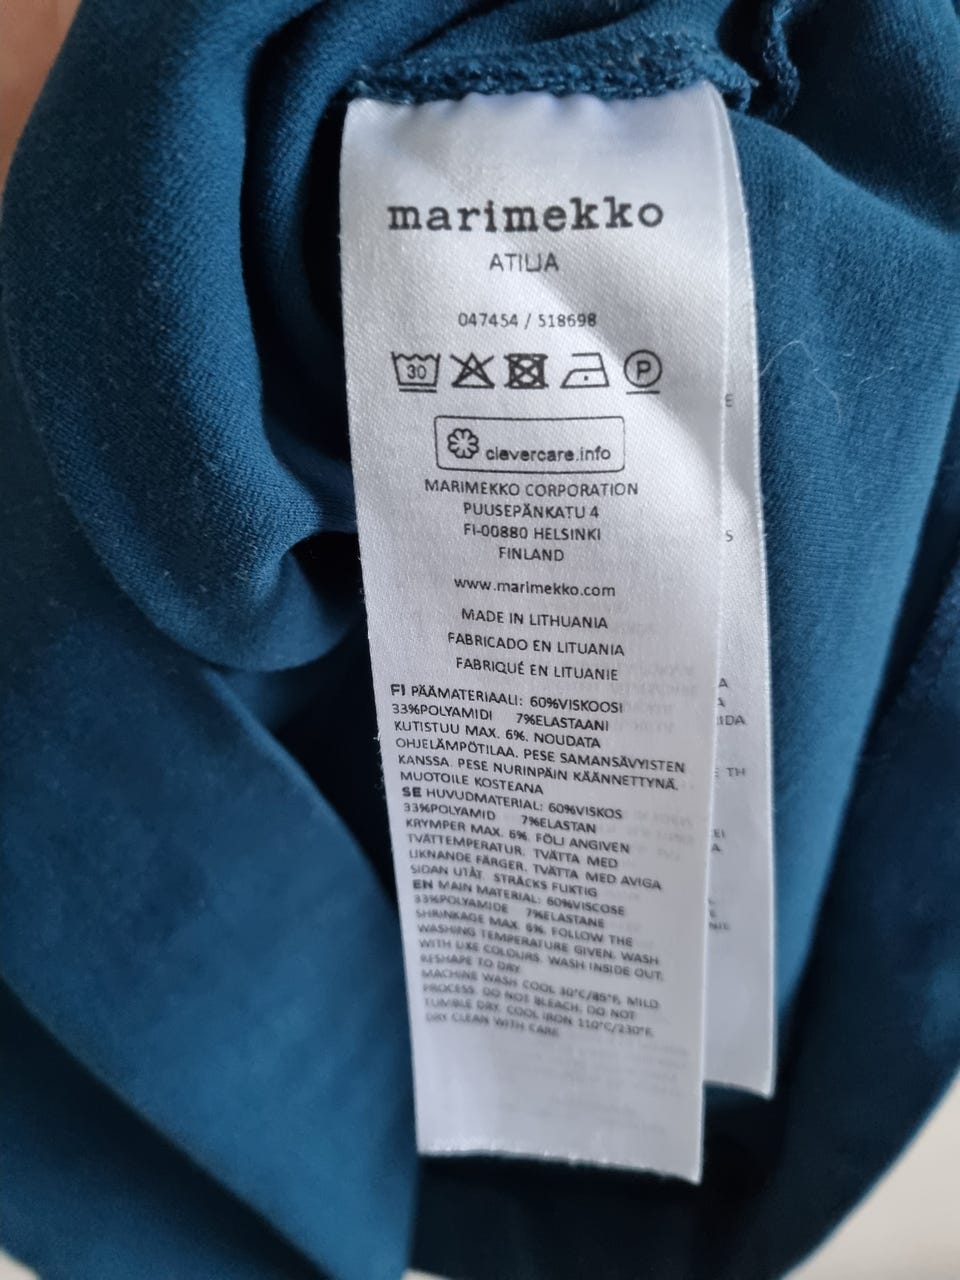 marimekko
ATILJA
047454 / 518698
30
P
clevercare.info
MARIMEKKO CORPORATION
PUUSEPÄNKATU 4
FI-00880 HELSINKI
FINLAND
www.marimekko.com
MADE IN LITHUANIA
FABRICADO EN LITUANIA
FABRIQUÉ EN LITUANIE
FI PÄÄMATERIAALI: 60%VISKOOSI
33%POLYAMIDI 7%ELASTAANI
KUTISTUU MAX. 6%. NOUDATA
OHJELÄMPÖTILAA. PESE SAMANSÄVYISTEN
KANSSA. PESE NURINPÄIN KÄÄNNETTYNÄ.
MUOTOILE KOSTEANA
SE HUVUDMATERIAL: 60%VISKOS
33%POLYAMID 7%ELASTAN
KRYMPER MAX. 6%. FÖLJ ANGIVEN
TVÄTTEMPERATUR. TVÄTTA MED
LIKNANDE FÄRGER. TVÄTTA MED AVIGA
SIDAN UTÅT. STRÄCKS FUKTIG
EN MAIN MATERIAL: 60%VISCOSE
33%POLYAMIDE 7%ELASTANE
SHRINKAGE MAX. 6%. FOLLOW THE
WASHING TEMPERATURE GIVEN. WASH
WITH LIKE COLOURS. WASH INSIDE OUT.
RESHAPE TO DRY
MACHINE WASH COOL 30°C/85°F, MILD
PROCESS. DO NOT BLEACH. DO NOT
TUMBLE DRY. COOL IRON 110°C/230°F.
DRY CLEAN WITH CARE